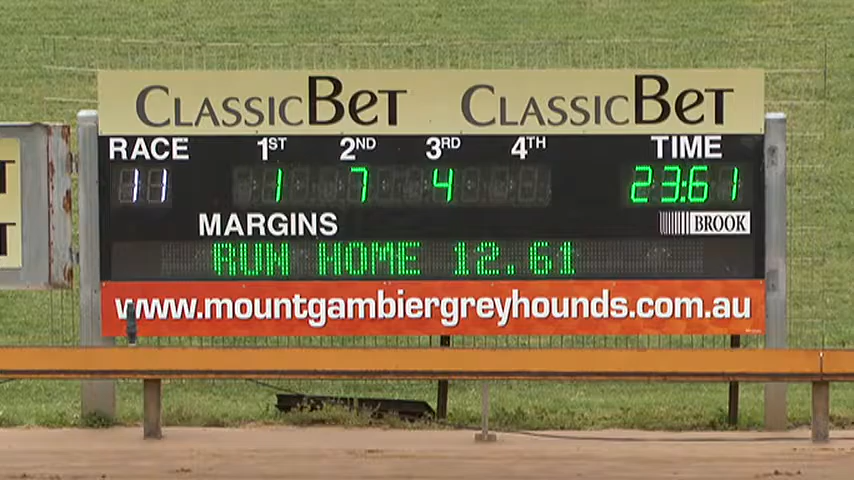 CLASSICBET CLASSICBET
RACE 1ST 2ND 3RD 4TH TIME
11 1 7 4 23:61
MARGINS BROOK
RUN HOME 12.61
www.mountgambiergreyhounds.com.au